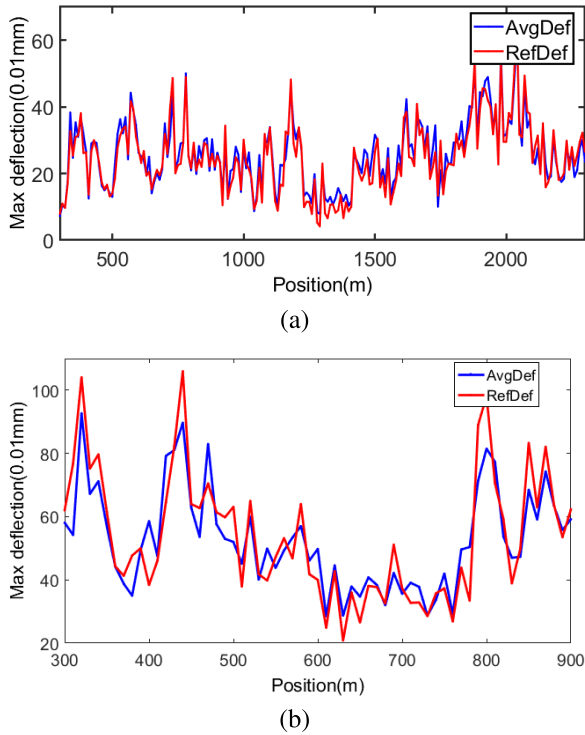 60
40
20
0
Max deflection(0.01mm)
AvgDef
RefDef
500 1000 1500 2000
Position(m)
(a)
100
80
60
40
20
Max deflection(0.01mm)
AvgDef
RefDef
300 400 500 600 700 800 900
Position(m)
(b)